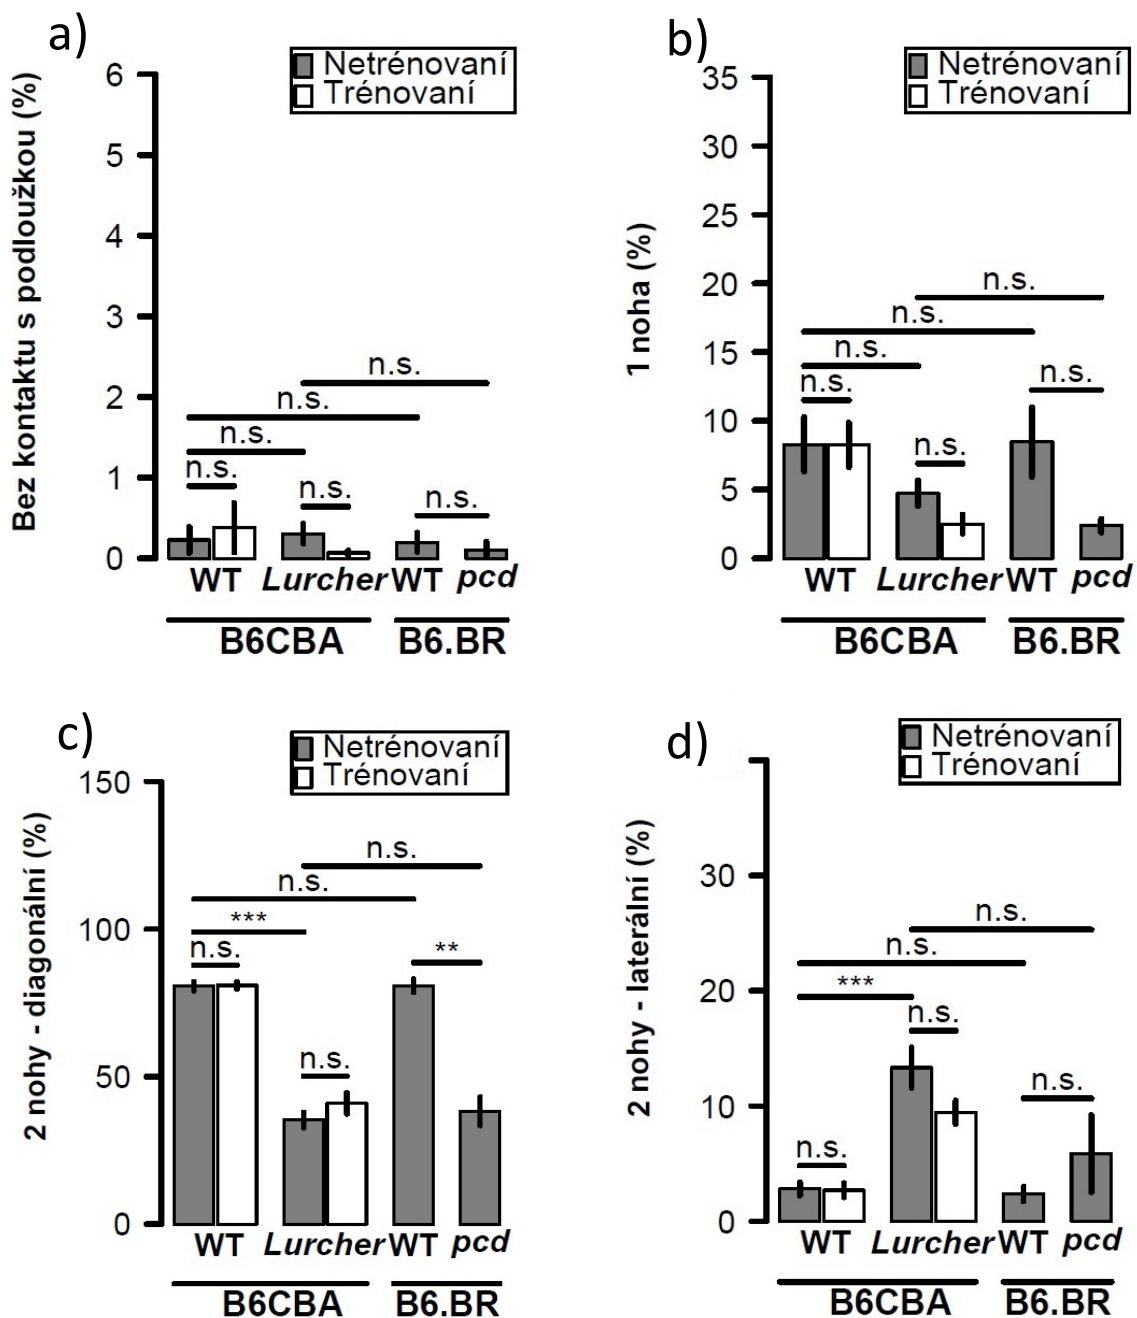 a)
Netrénovaní
Trénovaní
Bez kontaktu s podloužkou (%)
6
5
4
3
2
1
0
n.s.
n.s.
n.s.
n.s.
n.s.
n.s.
WT Lurcher WT pcd
B6CBA B6.BR
b)
Netrénovaní
Trénovaní
1 noha (%)
35
30
25
20
15
10
5
0
n.s.
n.s.
n.s.
n.s.
n.s.
n.s.
WT Lurcher WT pcd
B6CBA B6.BR
c)
Netrénovaní
Trénovaní
2 nohy - diagonální (%)
150
100
50
0
n.s.
n.s.
***
n.s.
**
n.s.
WT Lurcher WT pcd
B6CBA B6.BR
d)
Netrénovaní
Trénovaní
2 nohy - laterální (%)
30
20
10
0
n.s.
n.s.
***
n.s.
n.s.
n.s.
WT Lurcher WT pcd
B6CBA B6.BR